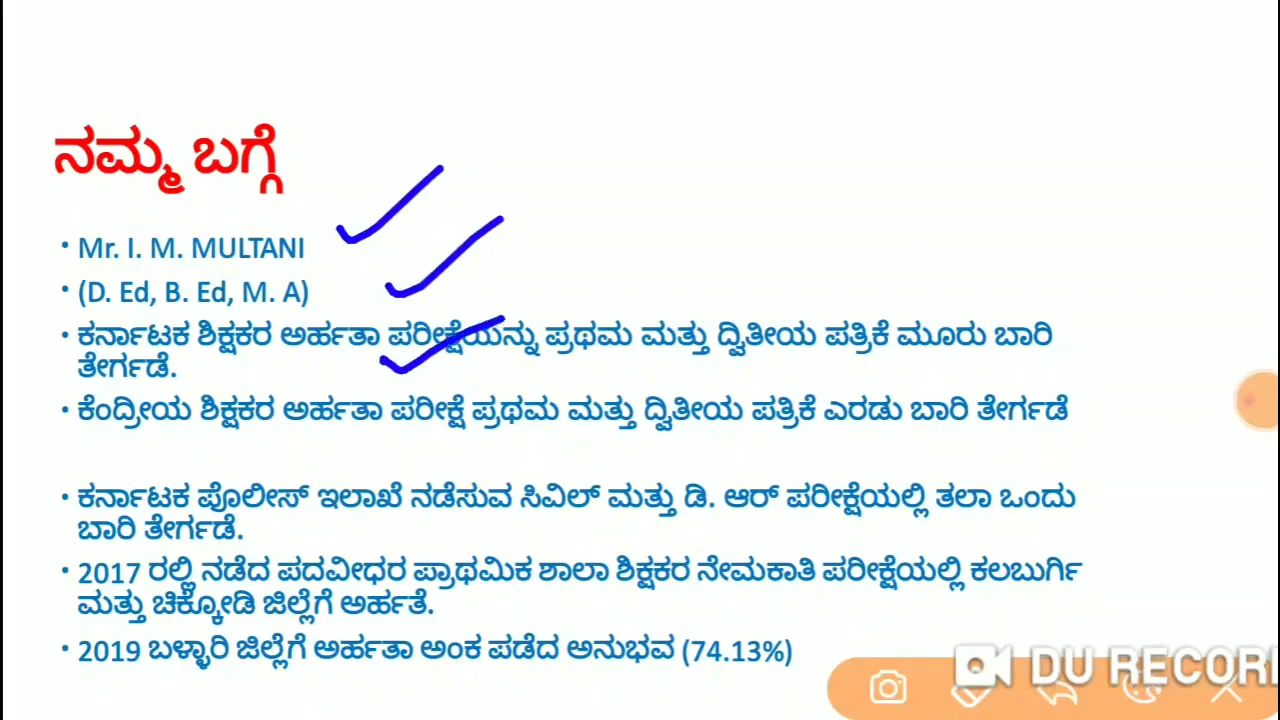 ನಮ್ಮ ಬಗ್ಗೆ
• Mr. I. M. MULTANI
• (D. Ed, B. Ed, M. A)
• ಕರ್ನಾಟಕ ಶಿಕ್ಷಕರ ಅರ್ಹತಾ ಪರೀಕ್ಷೆಯನ್ನು ಪ್ರಥಮ ಮತ್ತು ದ್ವಿತೀಯ ಪತ್ರಿಕೆ ಮೂರು ಬಾರಿ
ತೇರ್ಗಡೆ.
• ಕೆಂದ್ರೀಯ ಶಿಕ್ಷಕರ ಅರ್ಹತಾ ಪರೀಕ್ಷೆ ಪ್ರಥಮ ಮತ್ತು ದ್ವಿತೀಯ ಪತ್ರಿಕೆ ಎರಡು ಬಾರಿ ತೇರ್ಗಡೆ
• ಕರ್ನಾಟಕ ಪೊಲೀಸ್ ಇಲಾಖೆ ನಡೆಸುವ ಸಿವಿಲ್ ಮತ್ತು ಡಿ. ಆರ್ ಪರೀಕ್ಷೆಯಲ್ಲಿ ತಲಾ ಒಂದು
ಬಾರಿ ತೇರ್ಗಡೆ.
• 2017 ರಲ್ಲಿ ನಡೆದ ಪದವೀಧರ ಪ್ರಾಥಮಿಕ ಶಾಲಾ ಶಿಕ್ಷಕರ ನೇಮಕಾತಿ ಪರೀಕ್ಷೆಯಲ್ಲಿ ಕಲಬುರ್ಗಿ
ಮತ್ತು ಚಿಕ್ಕೋಡಿ ಜಿಲ್ಲೆಗೆ ಅರ್ಹತೆ.
• 2019 ಬಳ್ಳಾರಿ ಜಿಲ್ಲೆಗೆ ಅರ್ಹತಾ ಅಂಕ ಪಡೆದ ಅನುಭವ (74.13%)
DU RECOR